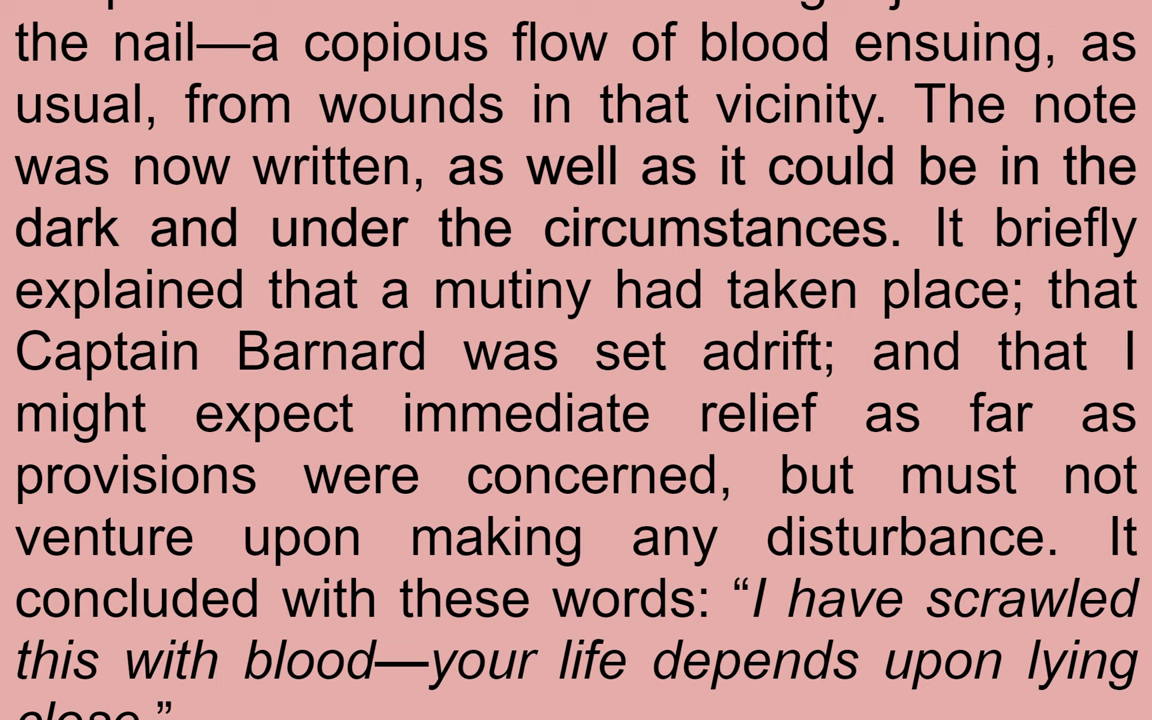 the nail—a copious flow of blood ensuing, as
usual, from wounds in that vicinity. The note
was now written, as well as it could be in the
dark and under the circumstances. It briefly
explained that a mutiny had taken place; that
Captain Barnard was set adrift; and that I
might expect immediate relief as far as
provisions were concerned, but must not
venture upon making any disturbance. It
concluded with these words: “I have scrawled
this with blood—your life depends upon lying
close.”